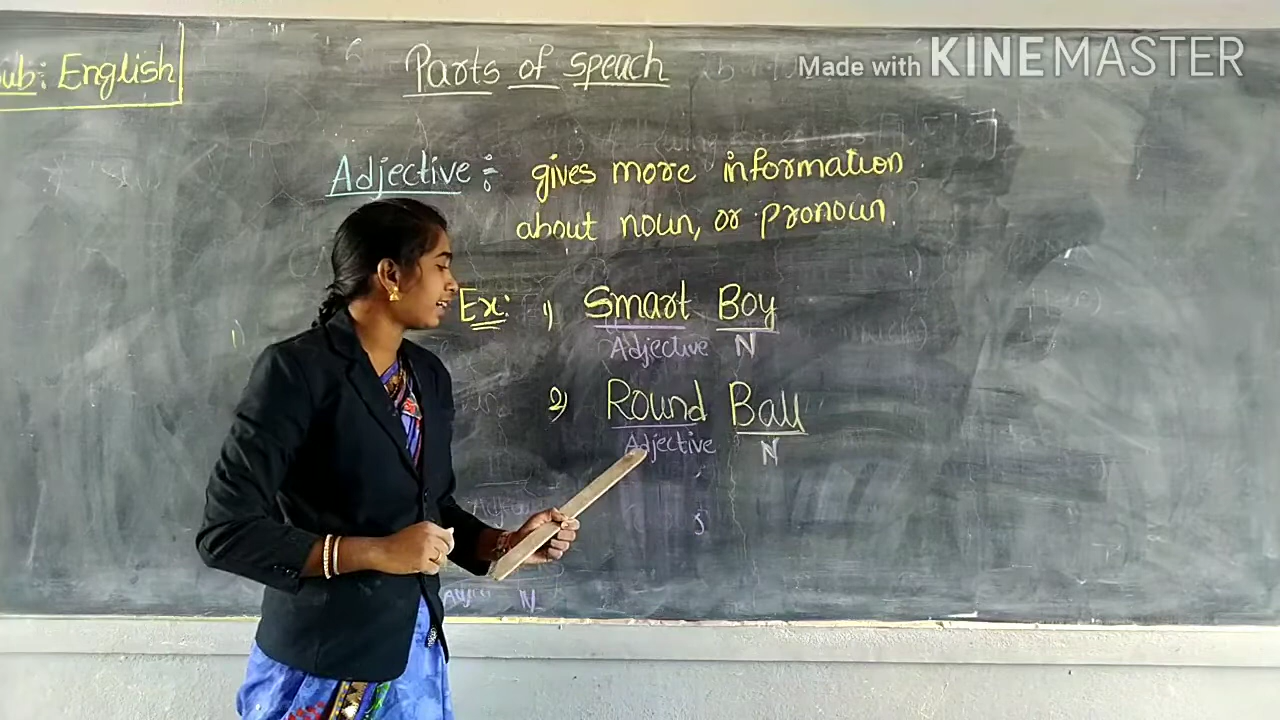 Sub: English
Parts of speach
Made with KINEMASTER
Adjective : gives more information
about noun, or pronoun.
Ex: 1) Smart Boy
Adjective N
2) Round Ball
Adjective N
N